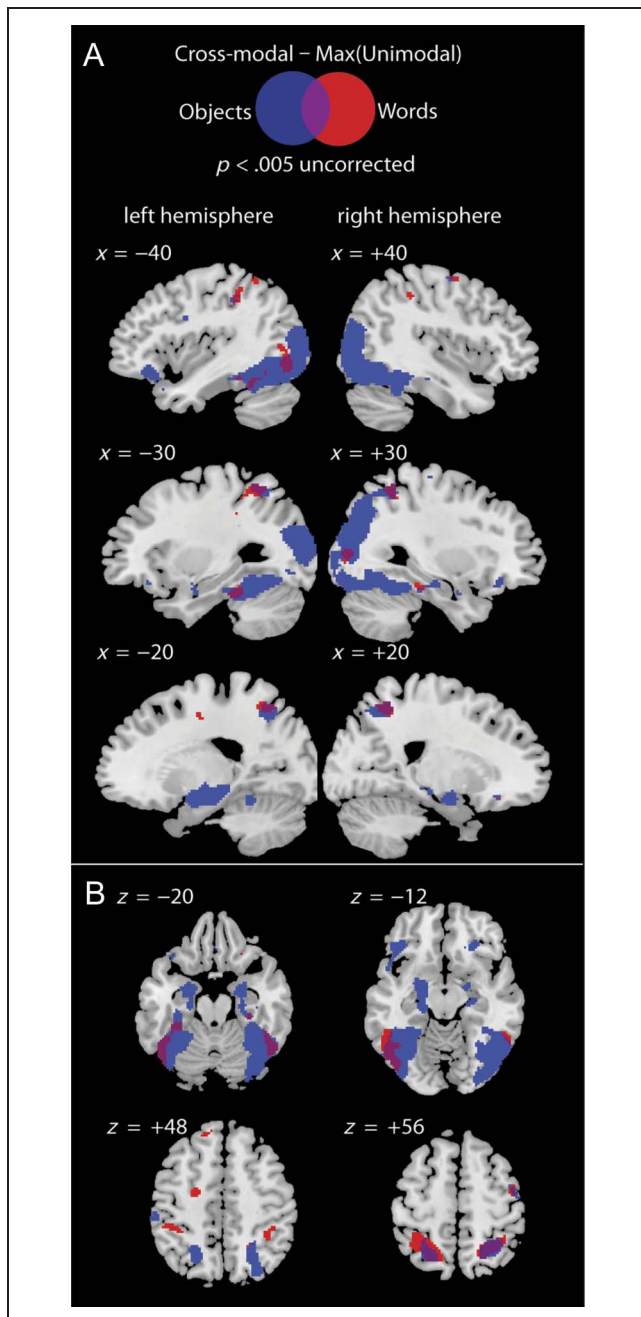 A
Cross-modal – Max(Unimodal)
Objects Words
p < .005 uncorrected
left hemisphere right hemisphere
x = −40 x = +40
x = −30 x = +30
x = −20 x = +20
B
z = −20 z = −12
z = +48 z = +56